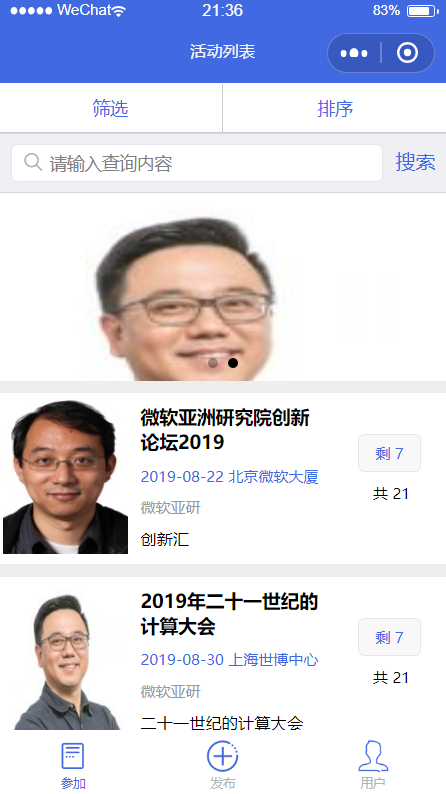 WeChat 21:36 83%
活动列表
筛选 排序
请输入查询内容 搜索
微软亚洲研究院创新
论坛2019
2019-08-22 北京微软大厦
微软亚研
创新汇
剩 7
共 21
2019年二十一世纪的
计算大会
2019-08-30 上海世博中心
微软亚研
二十一世纪的计算大会
剩 7
共 21
参加 发布 用户